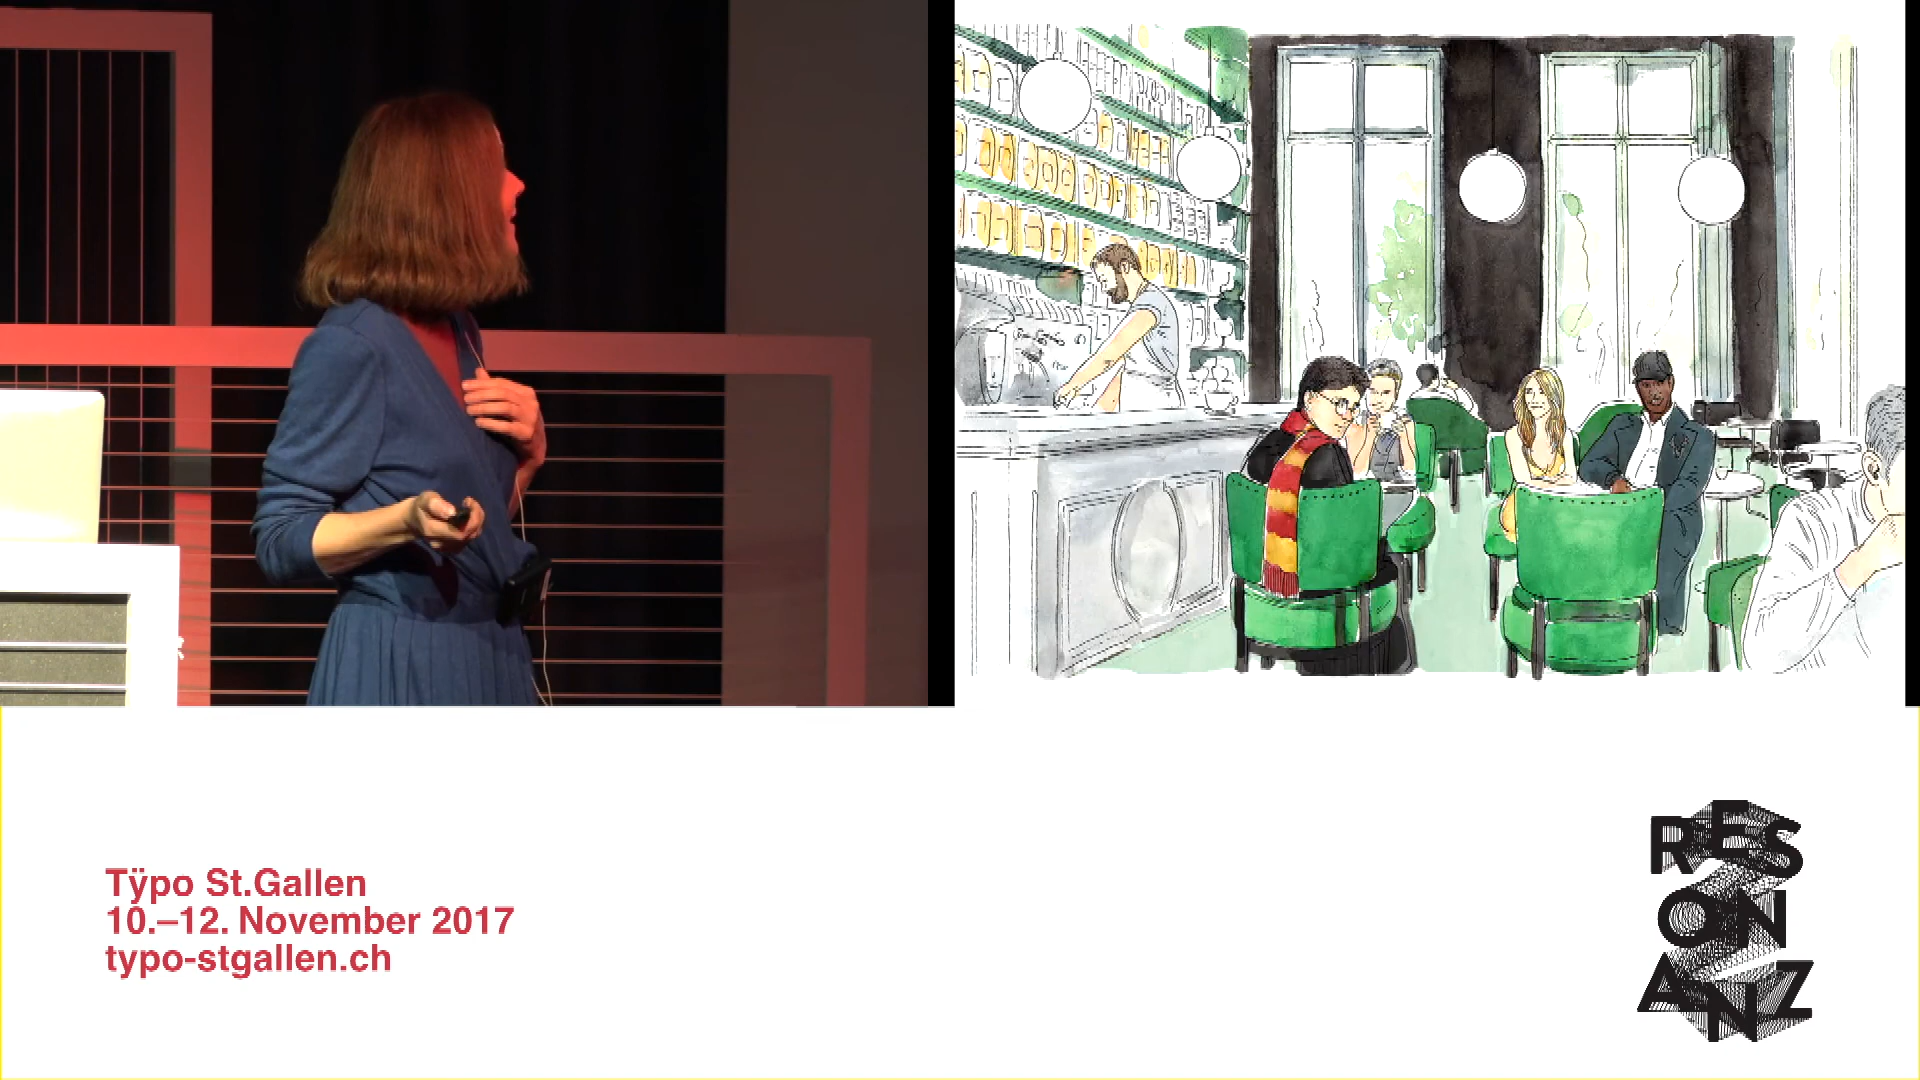 Tÿpo St.Gallen
10.–12. November 2017
typo-stgallen.ch
RES
ON
ANZ